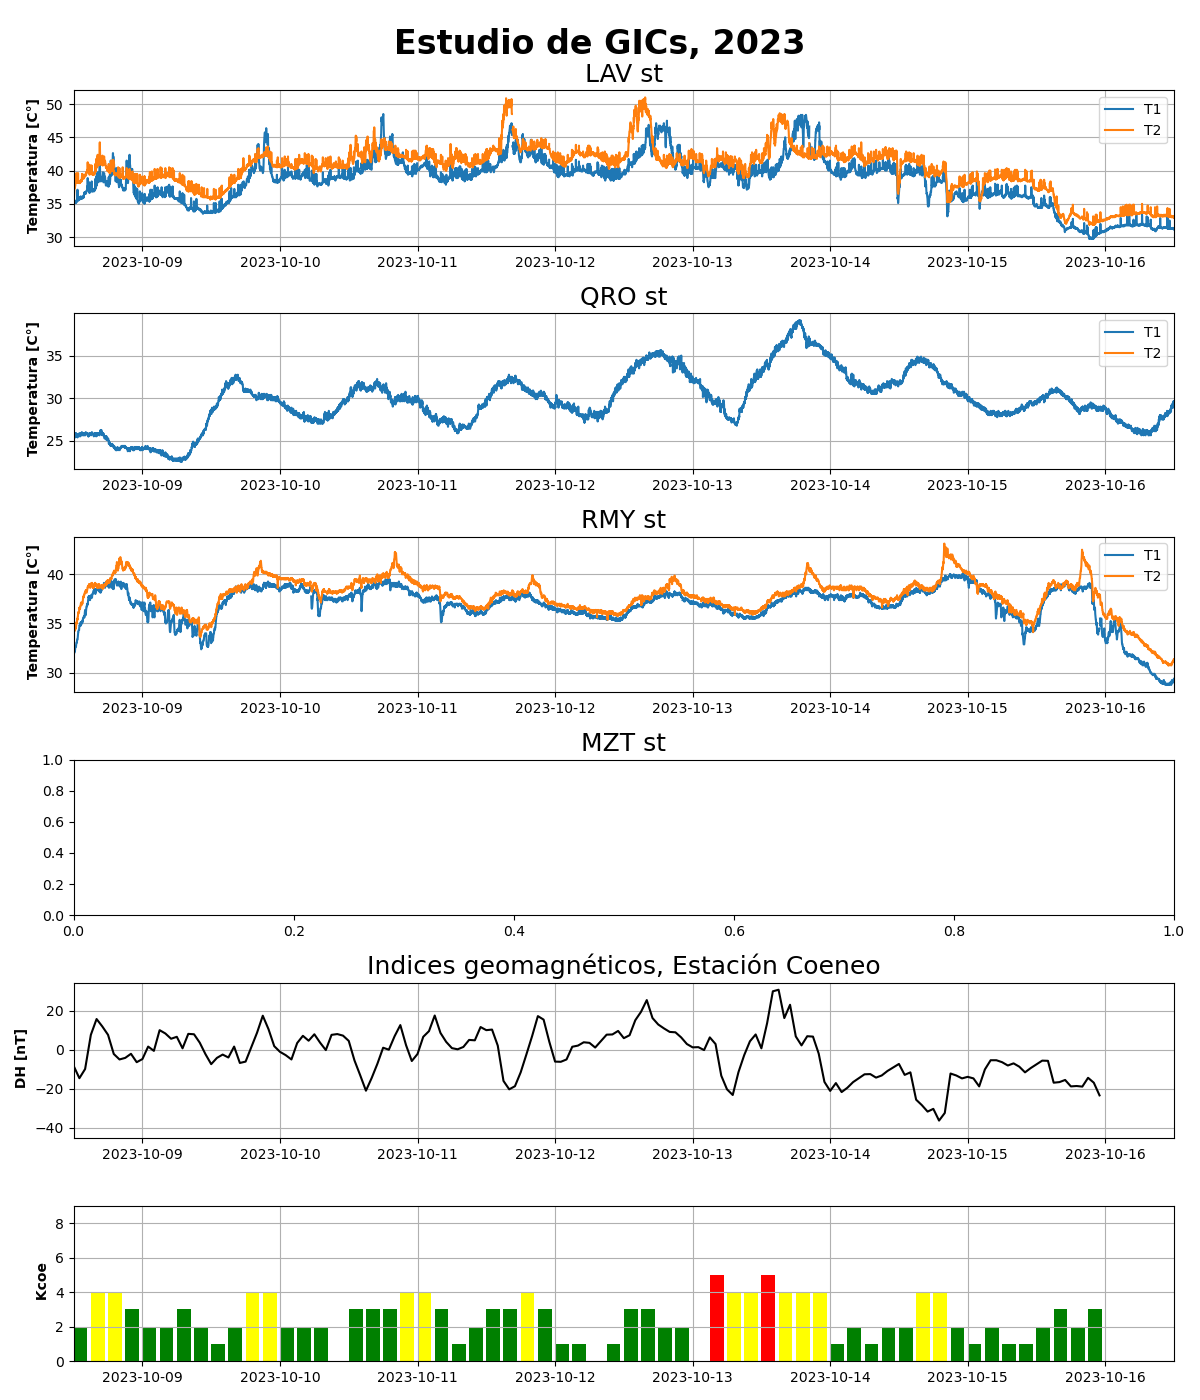 Estudio de GICs, 2023
LAV st
Temperatura [C°]
50
45
40
35
30
T1
T2
2023-10-09 2023-10-10 2023-10-11 2023-10-12 2023-10-13 2023-10-14 2023-10-15 2023-10-16
QRO st
Temperatura [C°]
35
30
25
T1
T2
2023-10-09 2023-10-10 2023-10-11 2023-10-12 2023-10-13 2023-10-14 2023-10-15 2023-10-16
RMY st
Temperatura [C°]
40
35
30
T1
T2
2023-10-09 2023-10-10 2023-10-11 2023-10-12 2023-10-13 2023-10-14 2023-10-15 2023-10-16
MZT st
1.0
0.8
0.6
0.4
0.2
0.0
0.0 0.2 0.4 0.6 0.8 1.0
Indices geomagnéticos, Estación Coeneo
DH [nT]
20
0
−20
−40
2023-10-09 2023-10-10 2023-10-11 2023-10-12 2023-10-13 2023-10-14 2023-10-15 2023-10-16
Kcoe
8
6
4
2
0
2023-10-09 2023-10-10 2023-10-11 2023-10-12 2023-10-13 2023-10-14 2023-10-15 2023-10-16